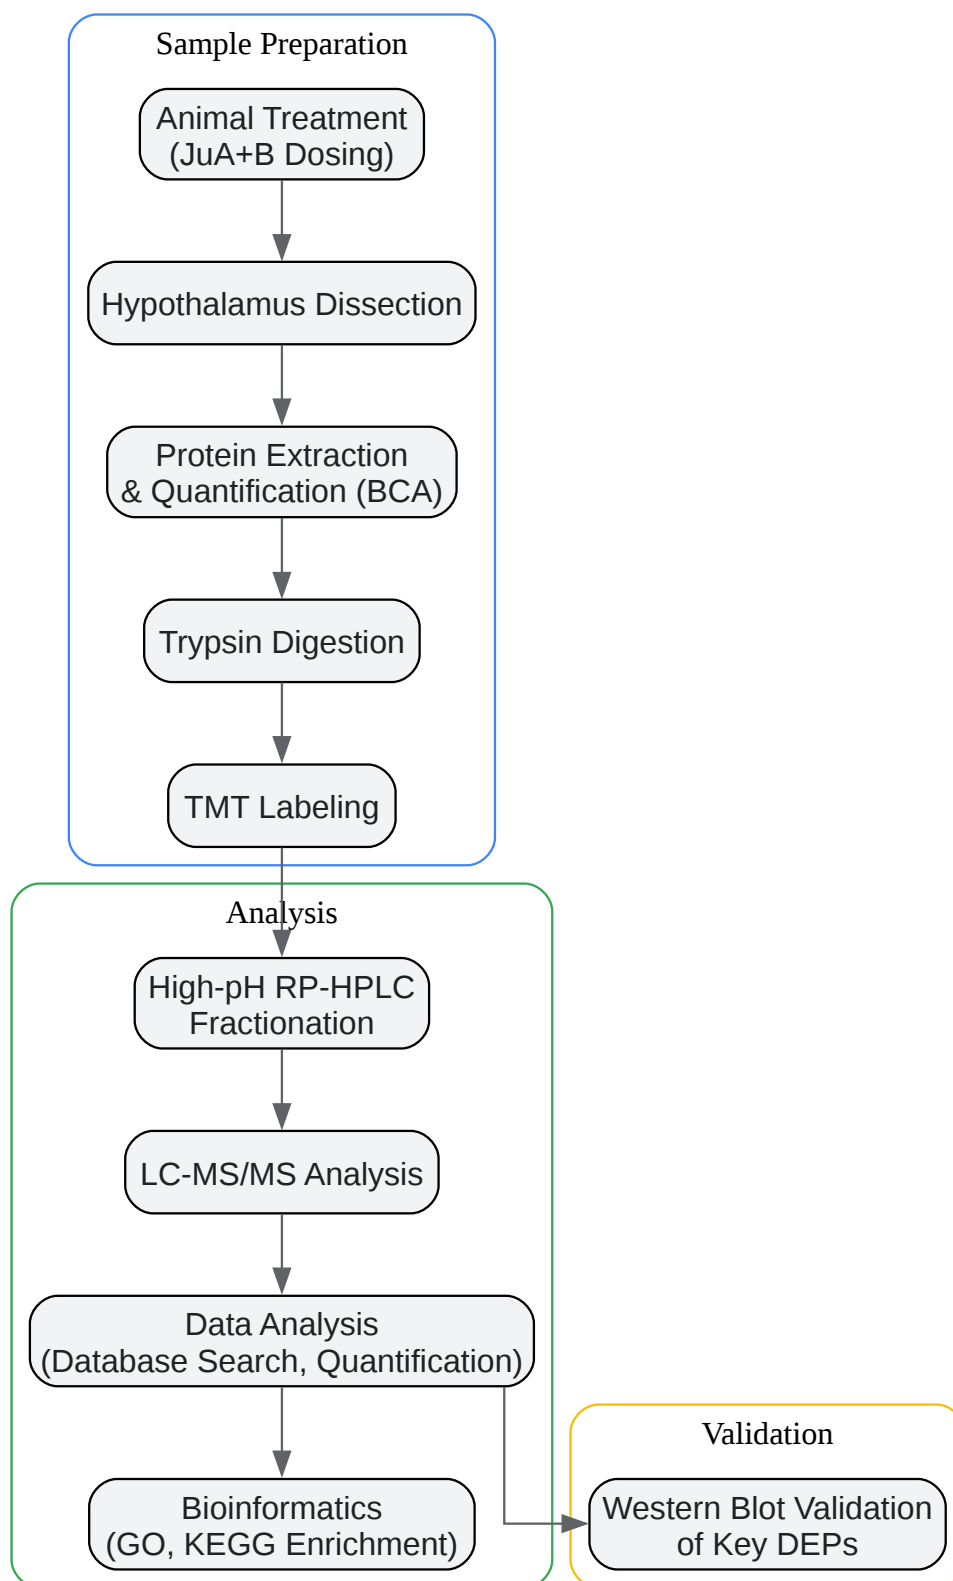 Sample Preparation
Animal Treatment
(JuA+B Dosing)
Hypothalamus Dissection
Protein Extraction
& Quantification (BCA)
Trypsin Digestion
TMT Labeling
Analysis
High-pH RP-HPLC
Fractionation
LC-MS/MS Analysis
Data Analysis
(Database Search, Quantification)
Bioinformatics
(GO, KEGG Enrichment)
Validation
Western Blot Validation
of Key DEPs